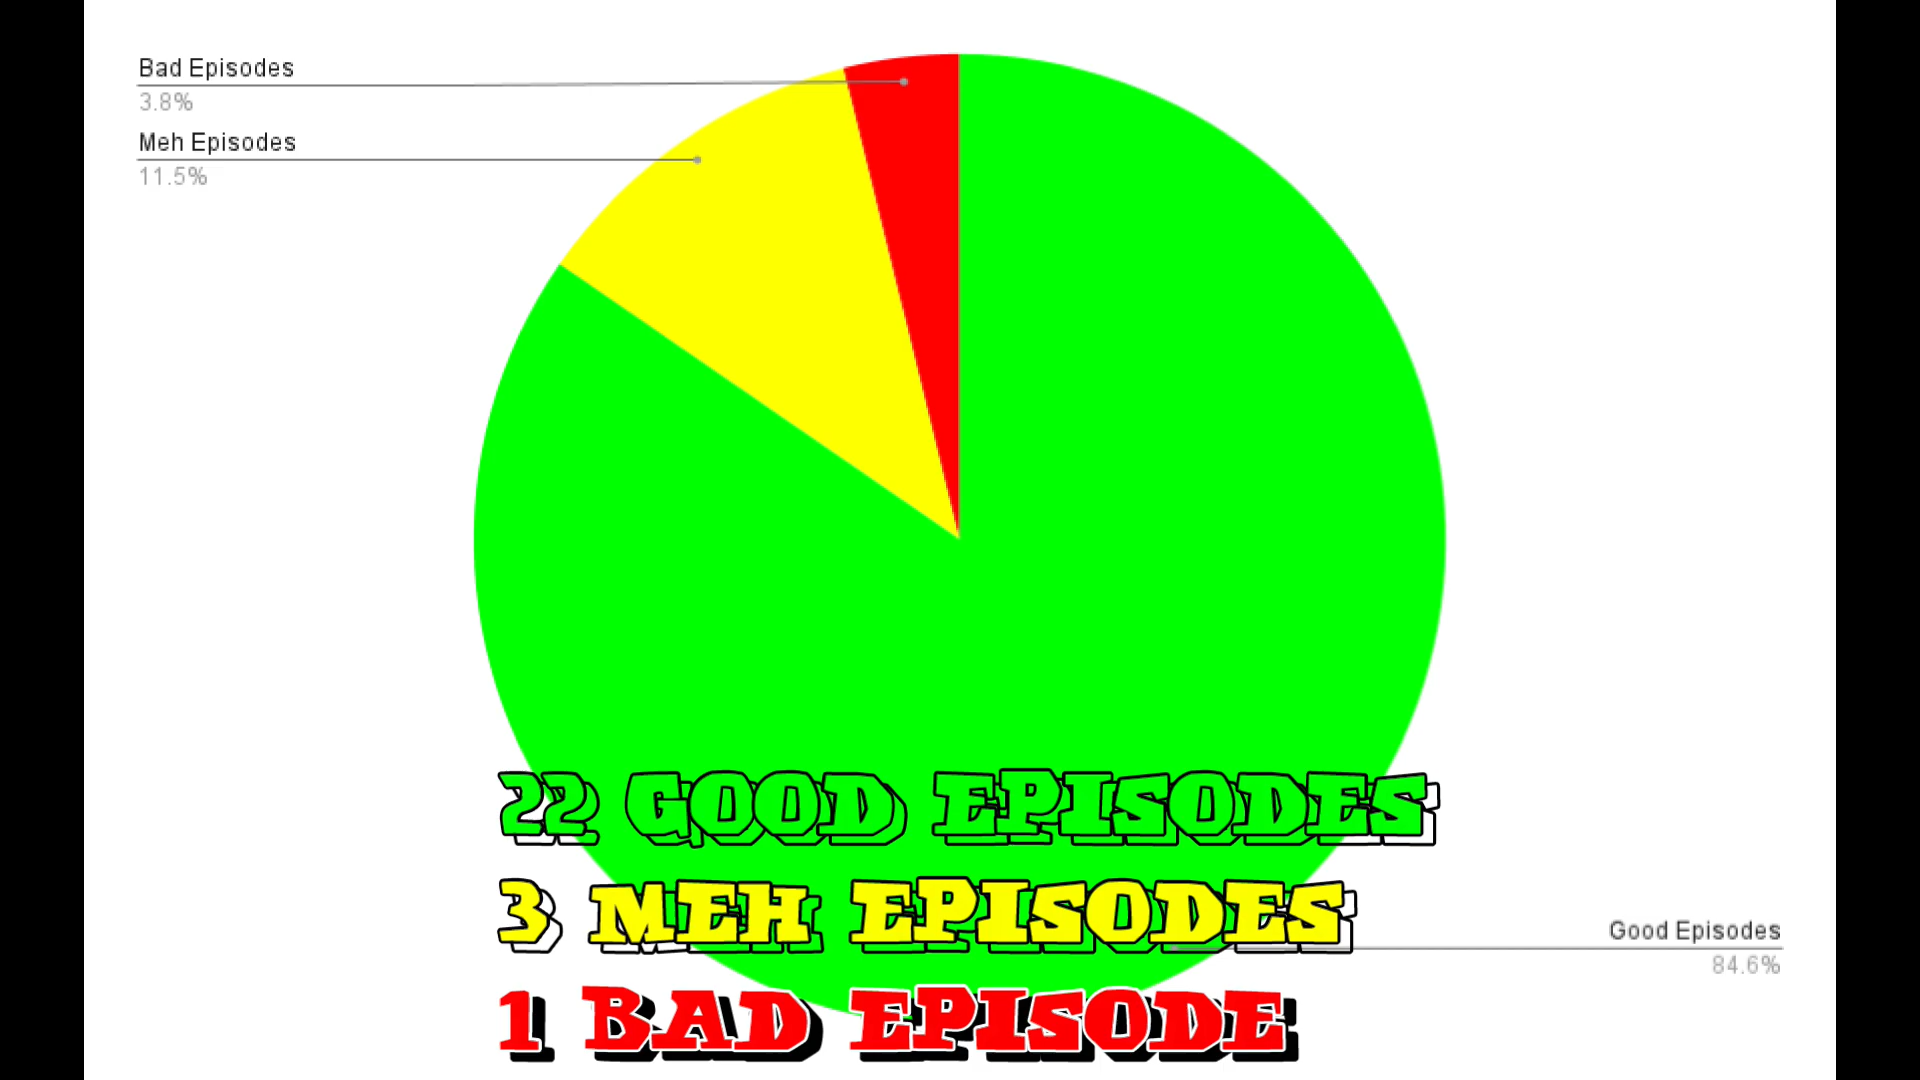 Bad Episodes
3.8%
Meh Episodes
11.5%
22 GOOD EPISODES
3 MEH EPISODES
Good Episodes
84.6%
1 BAD EPISODE